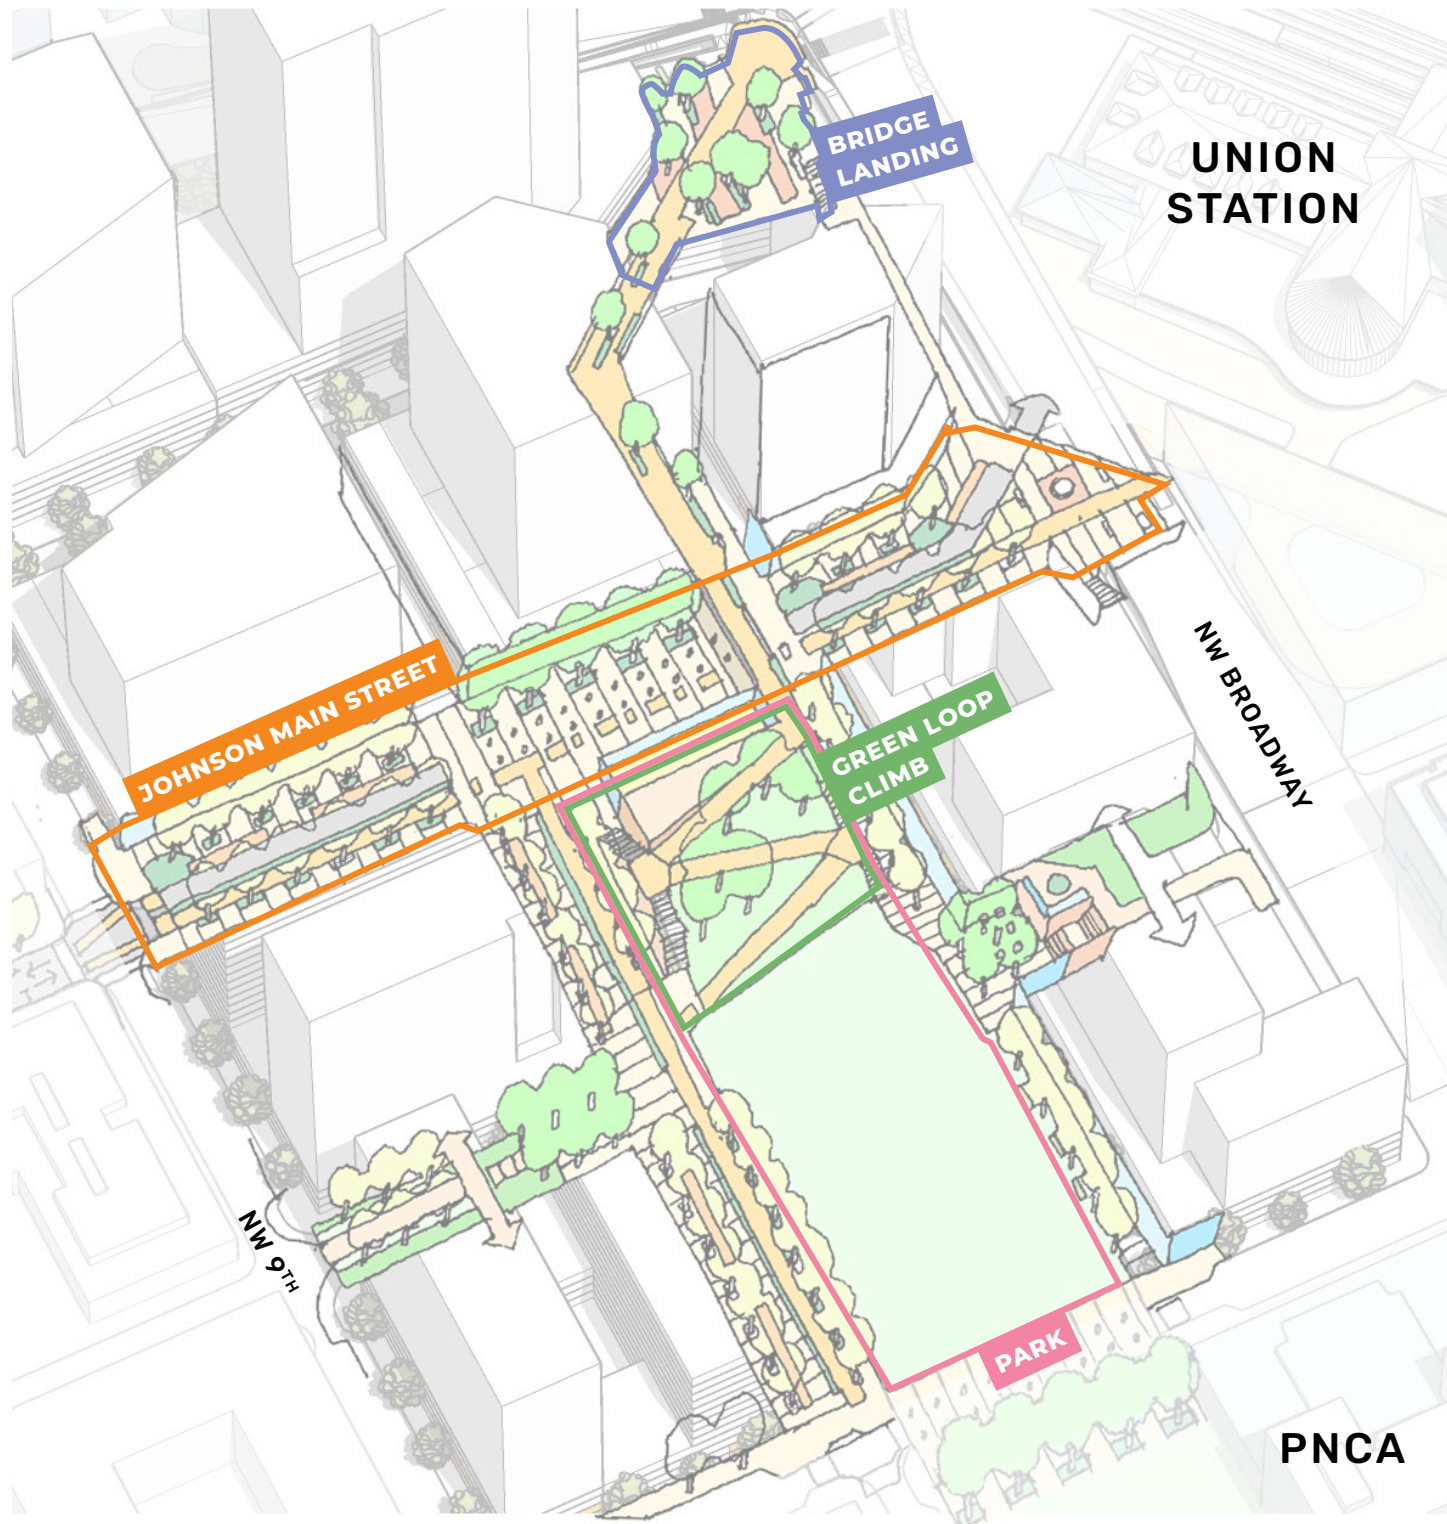 BRIDGE
LANDING
UNION
STATION
JOHNSON MAIN STREET
NW BROADWAY
GREEN LOOP
CLIMB
NW 9TH
PARK
PNCA